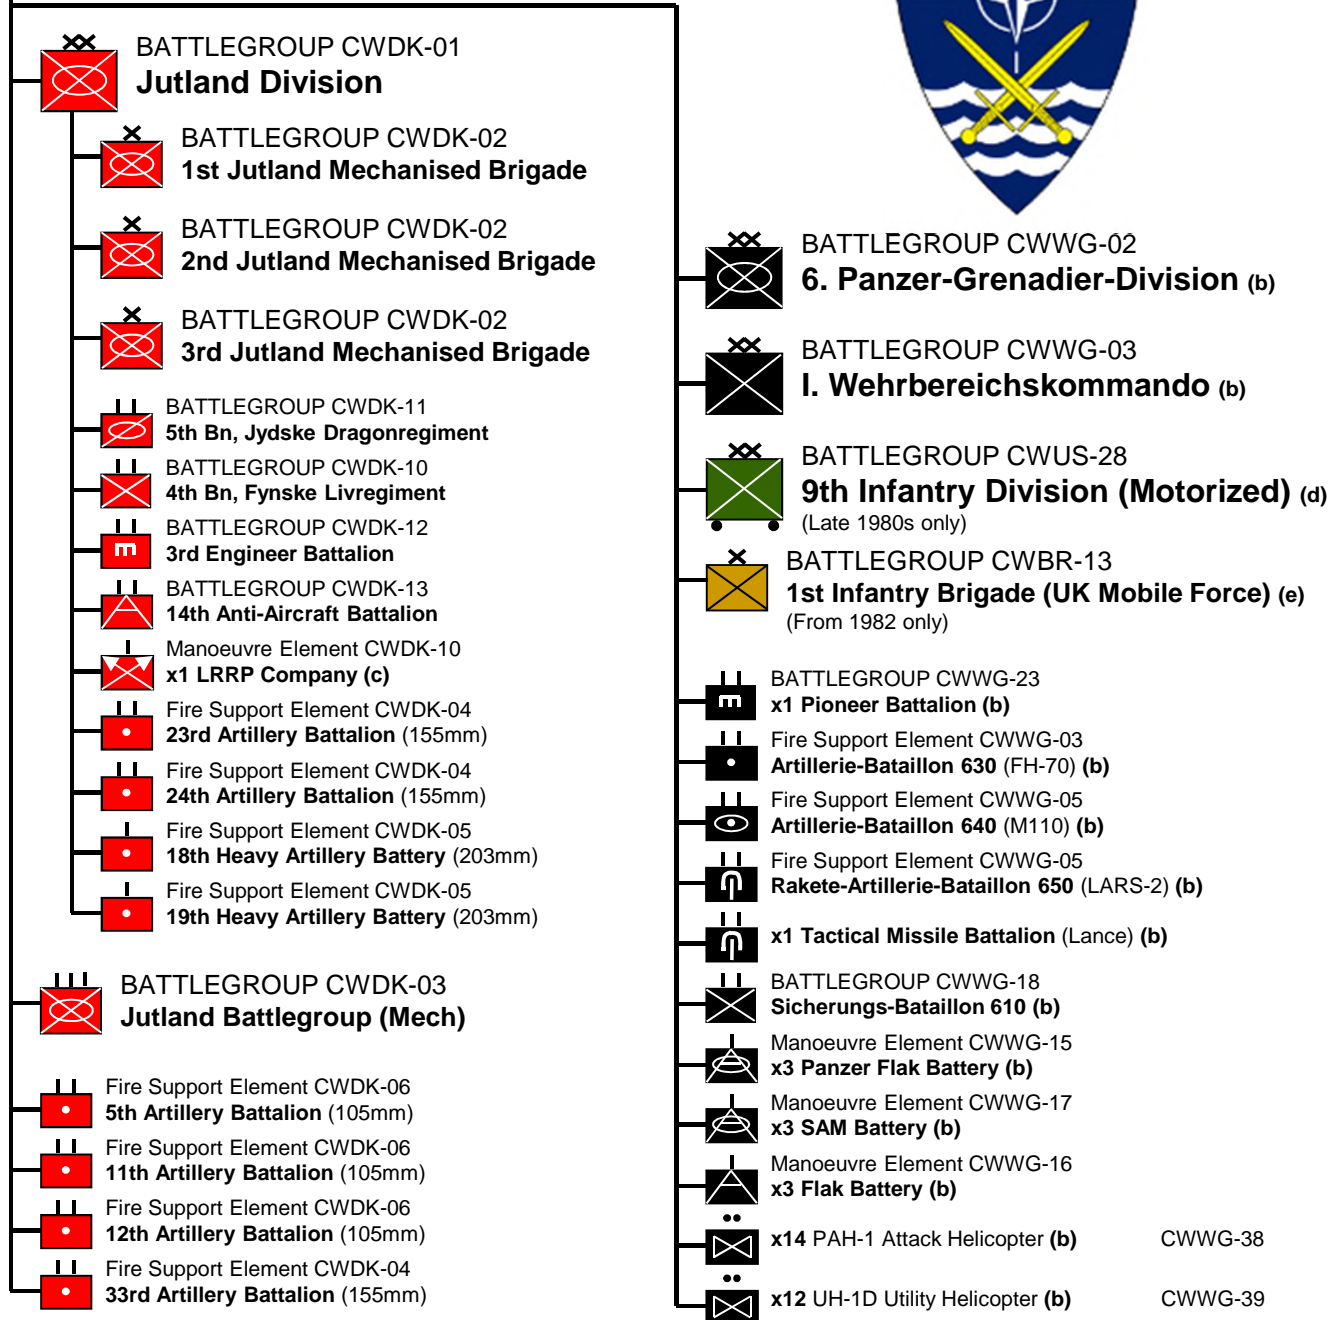 BATTLEGROUP CWDK-01
Jutland Division
BATTLEGROUP CWDK-02
1st Jutland Mechanised Brigade
BATTLEGROUP CWDK-02
2nd Jutland Mechanised Brigade
BATTLEGROUP CWDK-02
3rd Jutland Mechanised Brigade
BATTLEGROUP CWDK-11
5th Bn, Jydske Dragonregiment
BATTLEGROUP CWDK-10
4th Bn, Fynske Livregiment
BATTLEGROUP CWDK-12
3rd Engineer Battalion
BATTLEGROUP CWDK-13
14th Anti-Aircraft Battalion
Manoeuvre Element CWDK-10
x1 LRRP Company (c)
Fire Support Element CWDK-04
23rd Artillery Battalion (155mm)
Fire Support Element CWDK-04
24th Artillery Battalion (155mm)
Fire Support Element CWDK-05
18th Heavy Artillery Battery (203mm)
Fire Support Element CWDK-05
19th Heavy Artillery Battery (203mm)
BATTLEGROUP CWDK-03
Jutland Battlegroup (Mech)
Fire Support Element CWDK-06
5th Artillery Battalion (105mm)
Fire Support Element CWDK-06
11th Artillery Battalion (105mm)
Fire Support Element CWDK-06
12th Artillery Battalion (105mm)
Fire Support Element CWDK-04
33rd Artillery Battalion (155mm)
BATTLEGROUP CWWG-02
6. Panzer-Grenadier-Division (b)
BATTLEGROUP CWWG-03
I. Wehrbereichskommando (b)
BATTLEGROUP CWUS-28
9th Infantry Division (Motorized) (d)
(Late 1980s only)
BATTLEGROUP CWBR-13
1st Infantry Brigade (UK Mobile Force) (e)
(From 1982 only)
BATTLEGROUP CWWG-23
x1 Pioneer Battalion (b)
Fire Support Element CWWG-03
Artillerie-Bataillon 630 (FH-70) (b)
Fire Support Element CWWG-05
Artillerie-Bataillon 640 (M110) (b)
Fire Support Element CWWG-05
Rakete-Artillerie-Bataillon 650 (LARS-2) (b)
x1 Tactical Missile Battalion (Lance) (b)
BATTLEGROUP CWWG-18
Sicherungs-Bataillon 610 (b)
Manoeuvre Element CWWG-15
x3 Panzer Flak Battery (b)
Manoeuvre Element CWWG-17
x3 SAM Battery (b)
Manoeuvre Element CWWG-16
x3 Flak Battery (b)
x14 PAH-1 Attack Helicopter (b) CWWG-38
x12 UH-1D Utility Helicopter (b) CWWG-39